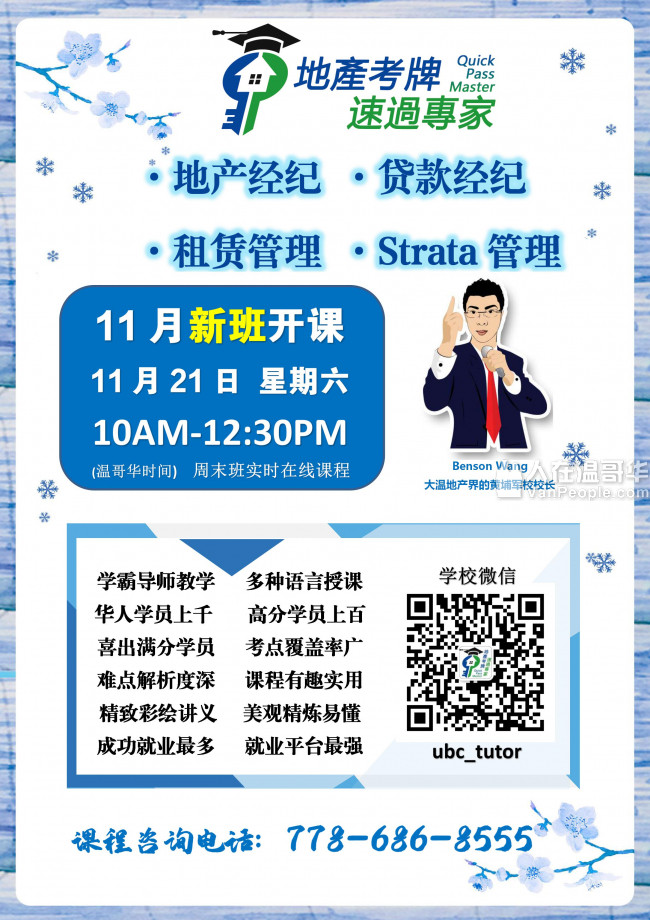 地產考牌
Quick
Pass
Master
速過專家
·地产经纪 ·贷款经纪
·租赁管理 ·Strata 管理
11 月新班开课
11 月 21 日 星期六
10AM-12:30PM
(温哥华时间) 周末班实时在线课程
Benson Wang
大温地产界的黄埔军校校长
人在温哥华
VanPeople.com
学霸导师教学 多种语言授课
华人学员上千 高分学员上百
喜出满分学员 考点覆盖率广
难点解析度深 课程有趣实用
精致彩绘讲义 美观精炼易懂
成功就业最多 就业平台最强
学校微信
ubc_tutor
课程咨询电话: 778-686-8555